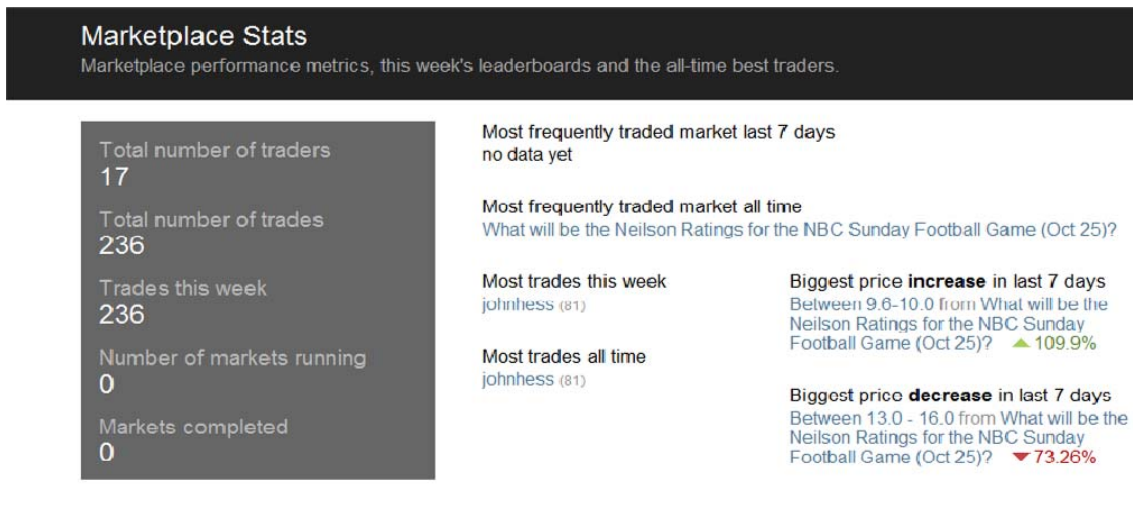 Marketplace Stats
Marketplace performance metrics, this week's leaderboards and the all-time best traders.
Total number of traders
17
Total number of trades
236
Trades this week
236
Number of markets running
0
Markets completed
0
Most frequently traded market last 7 days
no data yet
Most frequently traded market all time
What will be the Neilson Ratings for the NBC Sunday Football Game (Oct 25)?
Most trades this week
johnhess (81)
Most trades all time
johnhess (81)
Biggest price increase in last 7 days
Between 9.6-10.0 from What will be the
Neilson Ratings for the NBC Sunday
Football Game (Oct 25)? ▲ 109.9%
Biggest price decrease in last 7 days
Between 13.0 - 16.0 from What will be the
Neilson Ratings for the NBC Sunday
Football Game (Oct 25)? ▼ 73.26%